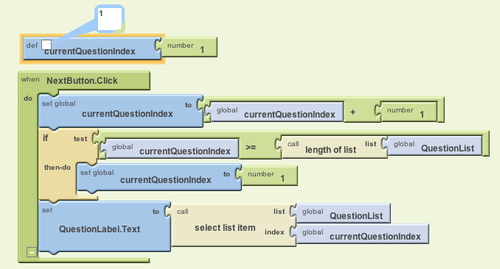 1
def currentQuestionIndex number 1
when NextButton.Click
do set global currentQuestionIndex to global currentQuestionIndex + number 1
if test global currentQuestionIndex >= call length of list list global QuestionList
then-do set global currentQuestionIndex to number 1
set QuestionLabel.Text to call select list item list global QuestionList
index global currentQuestionIndex